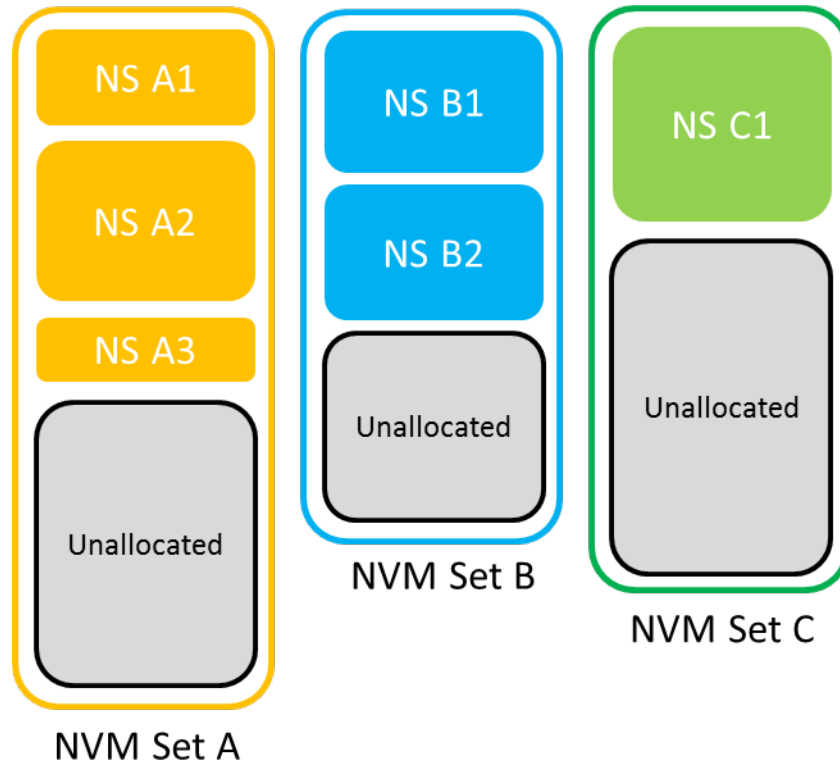 NS A1
NS A2
NS A3
Unallocated
NVM Set A
NS B1
NS B2
Unallocated
NVM Set B
NS C1
Unallocated
NVM Set C